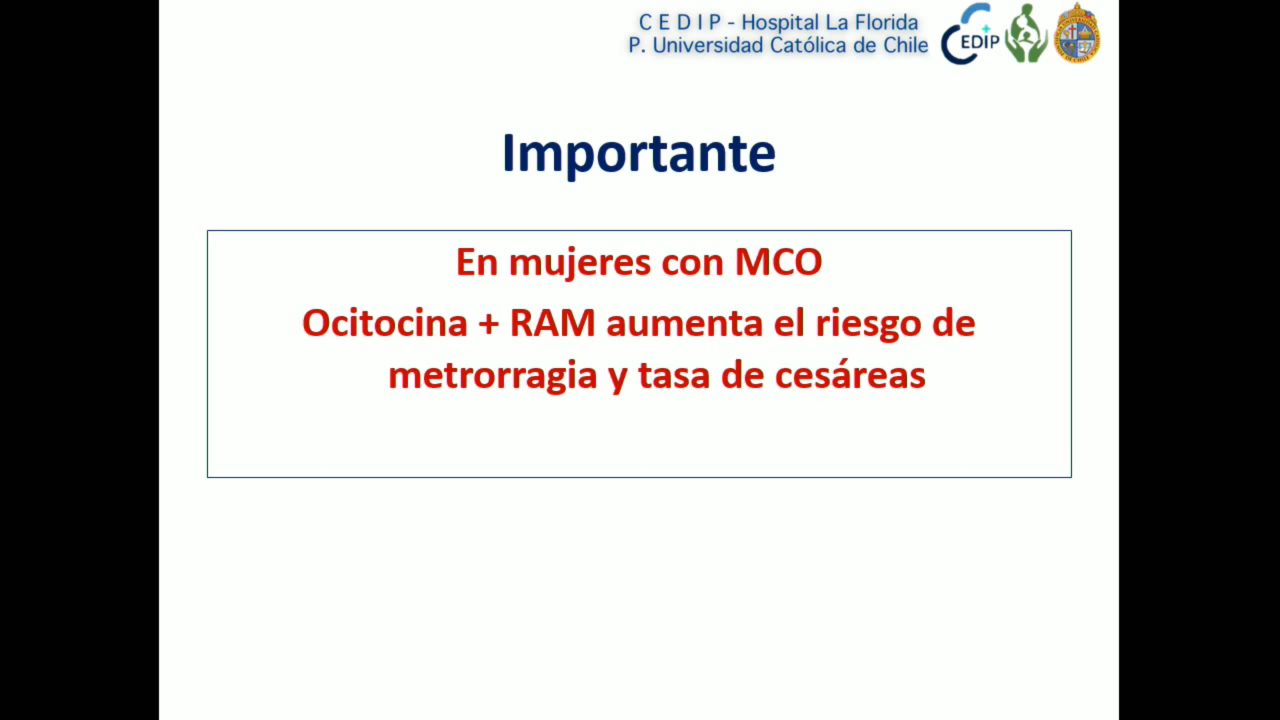 C E D I P - Hospital La Florida
P. Universidad Católica de Chile
CEDIP
Importante
En mujeres con MCO
Ocitocina + RAM aumenta el riesgo de
metrorragia y tasa de cesáreas